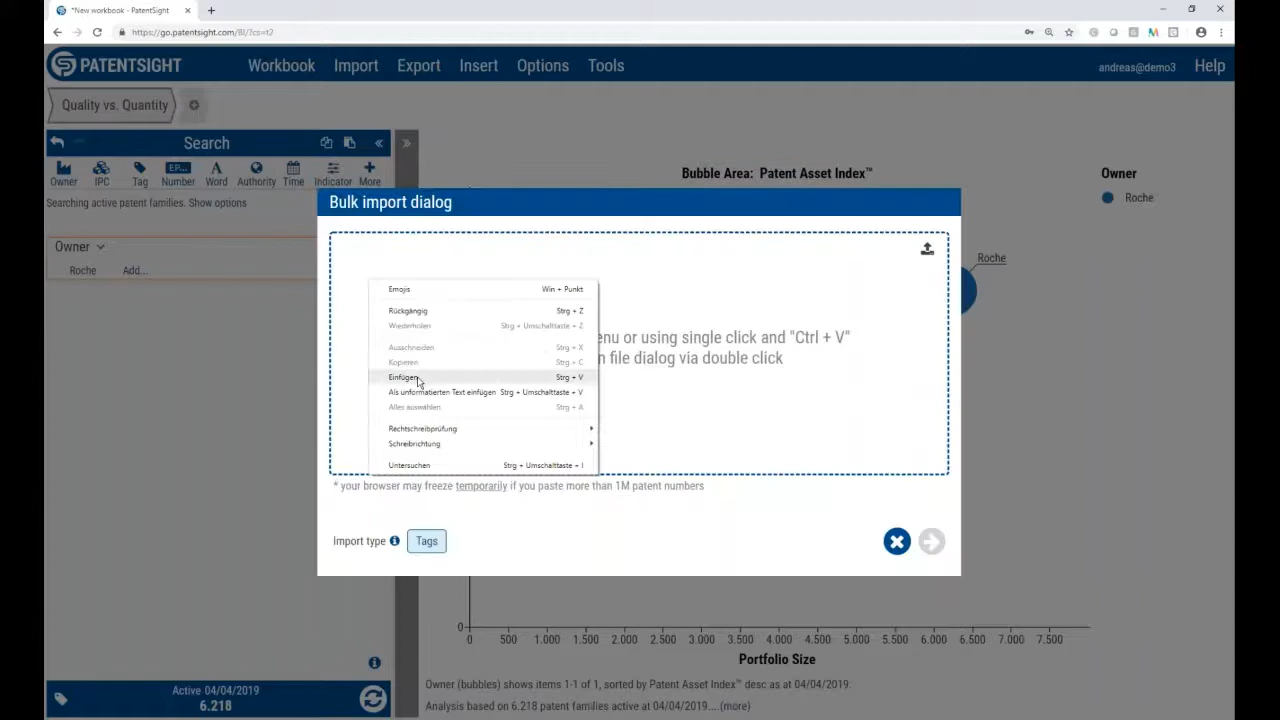 *New workbook - PatentSight
https://go.patentsight.com/BI/?cs=t2
PATENTSIGHT
Workbook Import Export Insert Options Tools
andreas@demo3 Help
Quality vs. Quantity
Search
Owner IPC Tag Number Word Authority Time Indicator More
EP...
Searching active patent families. Show options
Owner
Roche Add...
Bubble Area: Patent Asset Index™
Owner
Roche
Roche
Bulk import dialog
Emojis Win + Punkt
Rückgängig Strg + Z
Wiederholen Strg + Umschalttaste + Z
Ausschneiden Strg + X
Kopieren Strg + C
Einfügen Strg + V
Als unformatierten Text einfügen Strg + Umschalttaste + V
Alles auswählen Strg + A
Rechtschreibprüfung
Schreibrichtung
Untersuchen Strg + Umschalttaste + I
enu or using single click and "Ctrl + V"
n file dialog via double click
* your browser may freeze temporarily if you paste more than 1M patent numbers
Import type Tags
0
0 500 1.000 1.500 2.000 2.500 3.000 3.500 4.000 4.500 5.000 5.500 6.000 6.500 7.000 7.500
Portfolio Size
Owner (bubbles) shows items 1-1 of 1, sorted by Patent Asset Index™ desc as at 04/04/2019.
Analysis based on 6.218 patent families active at 04/04/2019....(more)
Active 04/04/2019
6.218